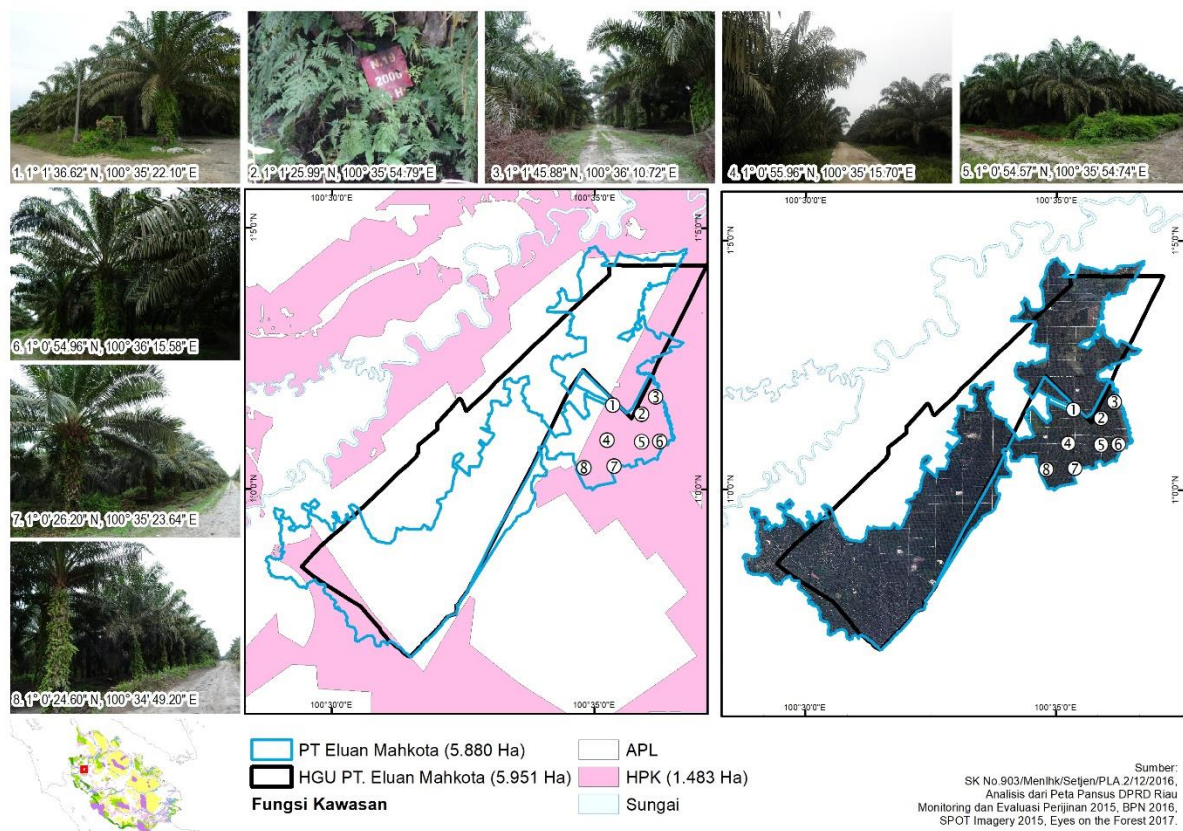 1. 1° 1'36.62" N, 100° 35'22.10" E
N.10
2006
H
2. 1° 1'25.99" N, 100° 35'54.79" E
3. 1° 1'45.88" N, 100° 36'10.72" E
4. 1° 0'55.96" N, 100° 35'15.70" E
5. 1° 0'54.57" N, 100° 35'54.74" E
6. 1° 0'54.96" N, 100° 36'15.58" E
7. 1° 0'26.20" N, 100° 35'23.64" E
8. 1° 0'24.60" N, 100° 34'49.20" E
100°30'0"E 100°35'0"E
1°5'0"N
1°0'0"N
1
2
3
4
5
6
7
8
100°30'0"E 100°35'0"E
100°30'0"E 100°35'0"E
1°5'0"N
1°0'0"N
1
2
3
4
5
6
7
8
100°30'0"E 100°35'0"E
PT Eluan Mahkota (5.880 Ha)
HGU PT. Eluan Mahkota (5.951 Ha)
Fungsi Kawasan
APL
HPK (1.483 Ha)
Sungai
Sumber:
SK No.903/Menlhk/Setjen/PLA.2/12/2016,
Analisis dari Peta Pansus DPRD Riau
Monitoring dan Evaluasi Perijinan 2015, BPN 2016,
SPOT Imagery 2015, Eyes on the Forest 2017.